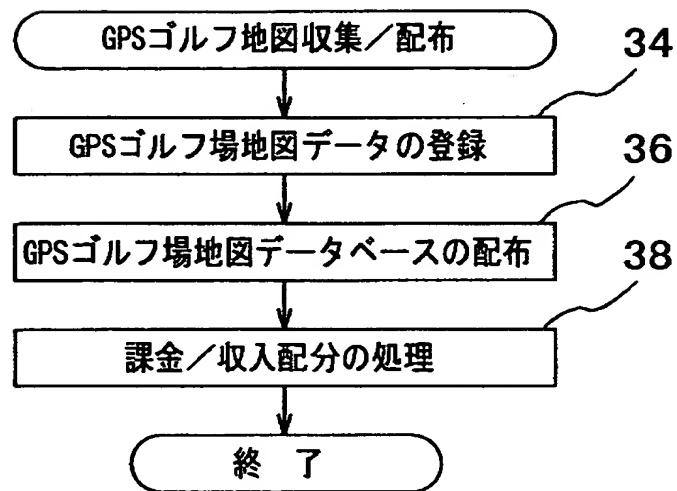 GPSゴルフ地図収集／配布
34
GPSゴルフ場地図データの登録
36
GPSゴルフ場地図データベースの配布
38
課金／収入配分の処理
終 了